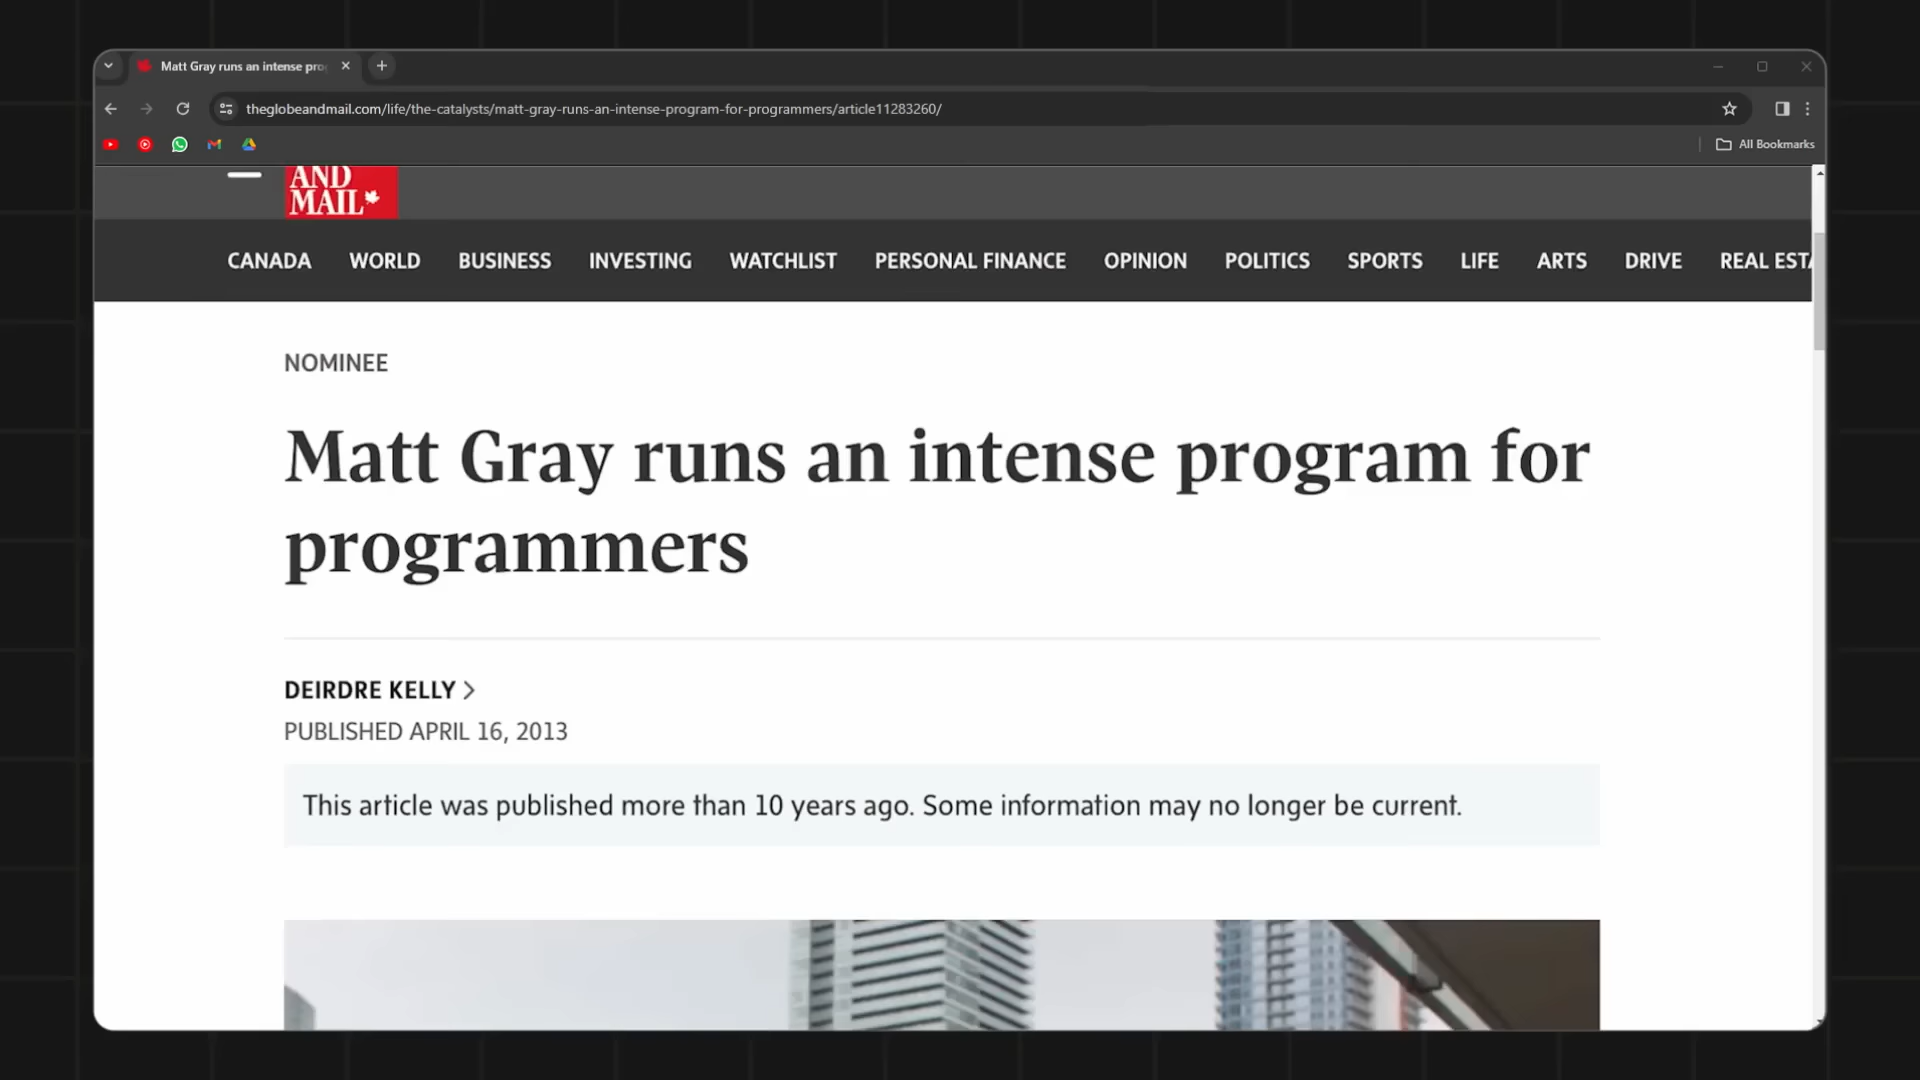 Matt Gray runs an intense pro
theglobeandmail.com/life/the-catalysts/matt-gray-runs-an-intense-program-for-programmers/article11283260/
All Bookmarks
AND
MAIL
CANADA WORLD BUSINESS INVESTING WATCHLIST PERSONAL FINANCE OPINION POLITICS SPORTS LIFE ARTS DRIVE REAL ESTA
NOMINEE
Matt Gray runs an intense program for
programmers
DEIRDRE KELLY >
PUBLISHED APRIL 16, 2013
This article was published more than 10 years ago. Some information may no longer be current.